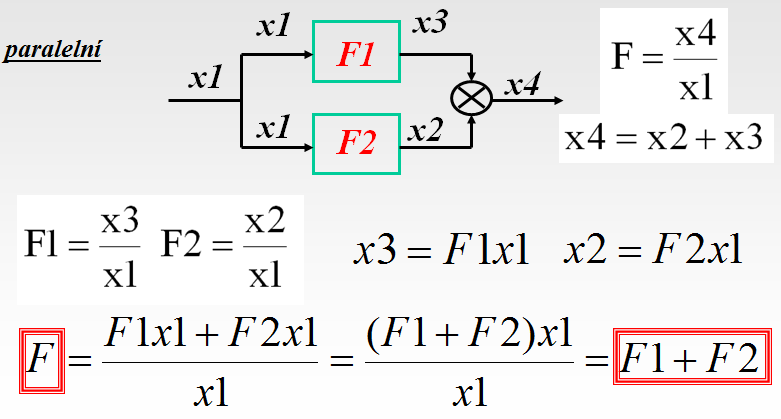 paralelní
x1
x1
F1
x3
x1
F2
x2
x4
F = x4/x1
x4 = x2 + x3
F1 = x3/x1 F2 = x2/x1
x3 = F1x1 x2 = F2x1
F = (F1x1 + F2x1)/x1 = (F1 + F2)x1/x1 = F1 + F2